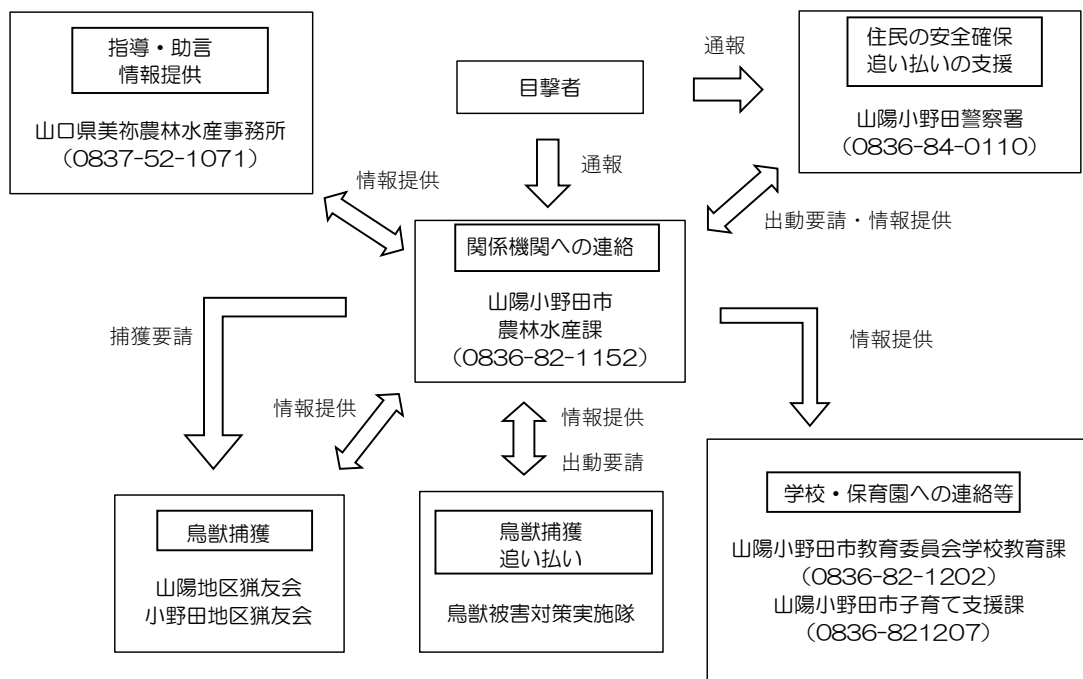 指導・助言
情報提供
山口県美祢農林水産事務所
（0837-52-1071）
目撃者
通報
住民の安全確保
追い払いの支援
山陽小野田警察署
（0836-84-0110）
通報
情報提供
出動要請・情報提供
関係機関への連絡
山陽小野田市
農林水産課
（0836-82-1152）
捕獲要請
情報提供
情報提供
情報提供
出動要請
鳥獣捕獲
山陽地区猟友会
小野田地区猟友会
鳥獣捕獲
追い払い
鳥獣被害対策実施隊
学校・保育園への連絡等
山陽小野田市教育委員会学校教育課
（0836-82-1202）
山陽小野田市子育て支援課
（0836-821207）